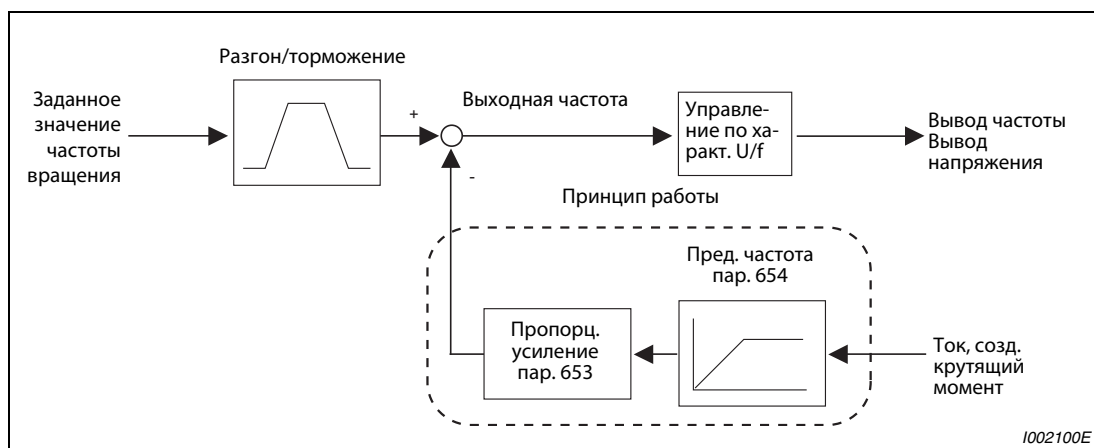 Разгон/торможение
Заданное
значение
частоты
вращения
+
-
Выходная частота
Управле-
ние по ха-
ракт. U/f
Вывод частоты
Вывод
напряжения
Принцип работы
Пред. частота
пар. 654
Пропорц.
усиление
пар. 653
Ток, созд.
крутящий
момент
I002100E